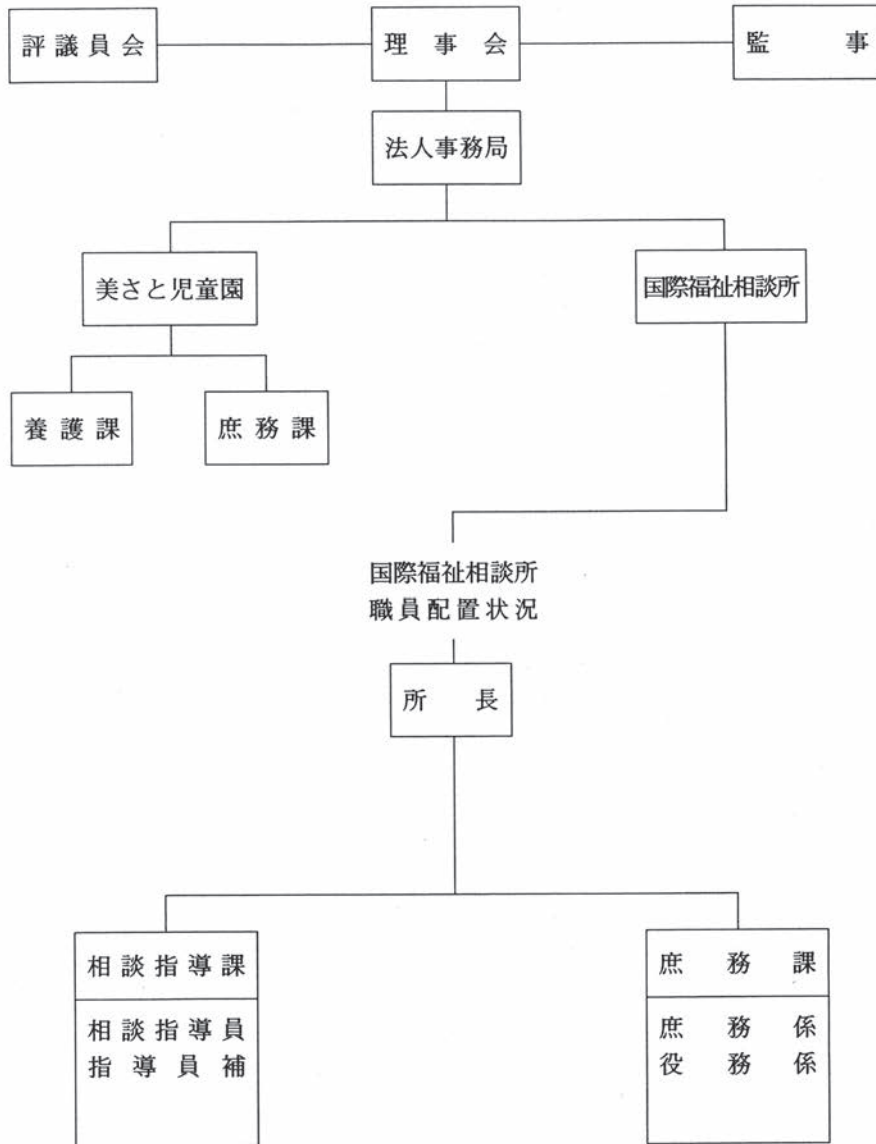 評議員会
理事会
監事
法人事務局
美さと児童園
国際福祉相談所
養護課
庶務課
国際福祉相談所
職員配置状況
所長
相談指導課
相談指導員
指導員補
庶務課
庶務係
役務係